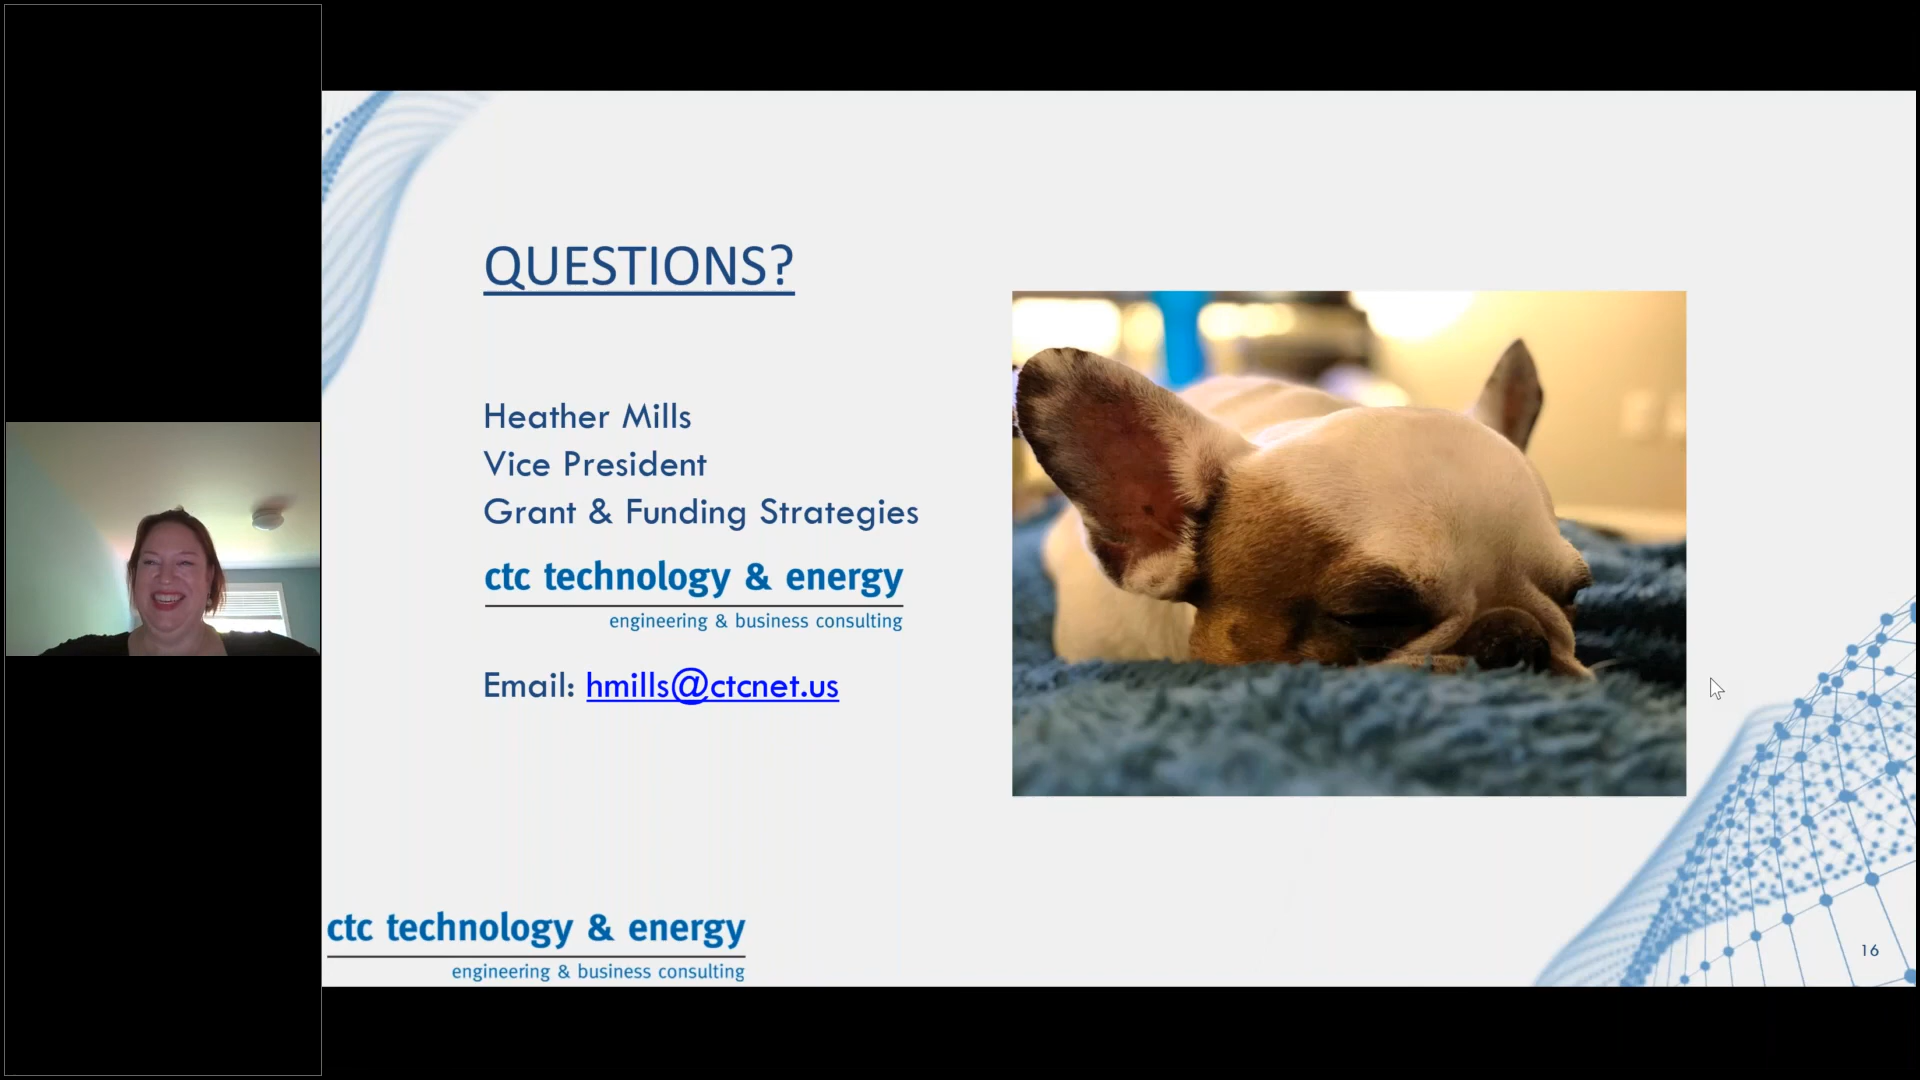 QUESTIONS?
Heather Mills
Vice President
Grant & Funding Strategies
ctc technology & energy
engineering & business consulting
Email: hmills@ctcnet.us
ctc technology & energy
engineering & business consulting
16